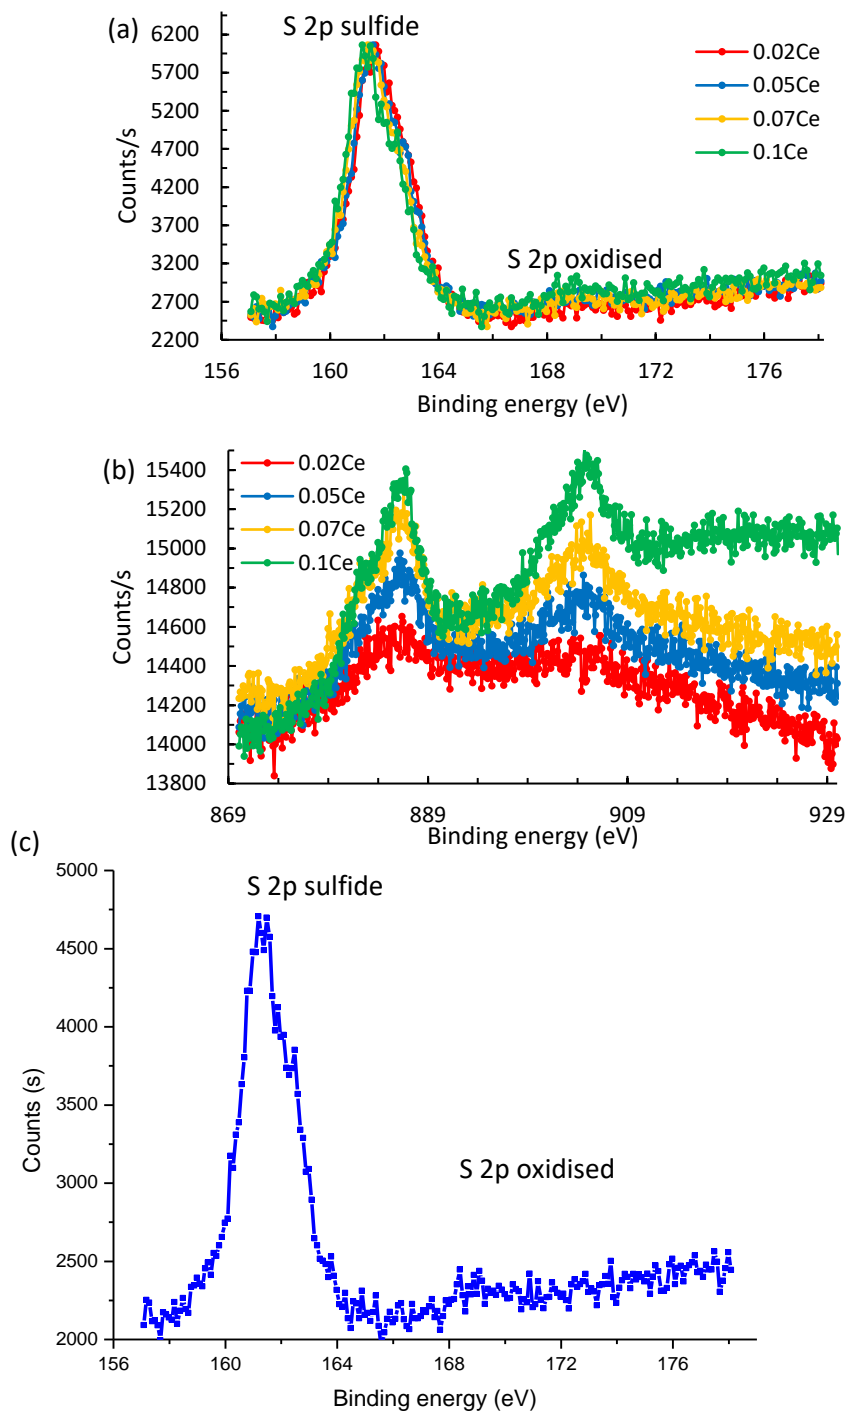 (a)
S 2p sulfide
6200
5700
5200
4700
4200
3700
3200
2700
2200
Counts/s
0.02Ce
0.05Ce
0.07Ce
0.1Ce
S 2p oxidised
156 160 164 168 172 176
Binding energy (eV)
(b)
15400
15200
15000
14800
14600
14400
14200
14000
13800
Counts/s
0.02Ce
0.05Ce
0.07Ce
0.1Ce
869 889 909 929
Binding energy (eV)
(c)
S 2p sulfide
5000
4500
4000
3500
3000
2500
2000
Counts (s)
S 2p oxidised
156 160 164 168 172 176
Binding energy (eV)